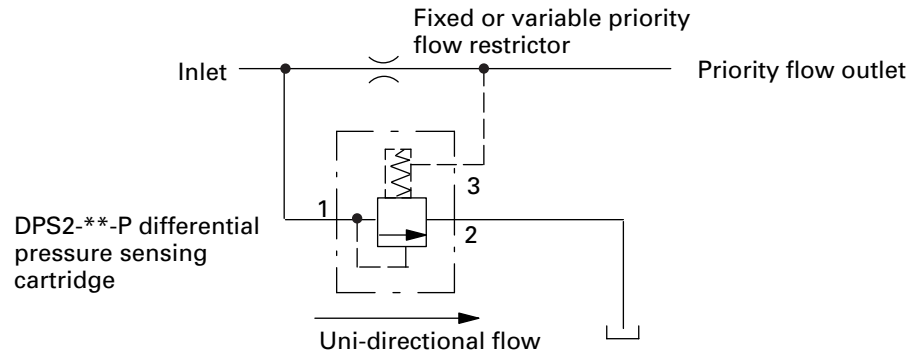 Fixed or variable priority
flow restrictor
Inlet
Priority flow outlet
3
1
2
DPS2-**-P differential
pressure sensing
cartridge
Uni-directional flow